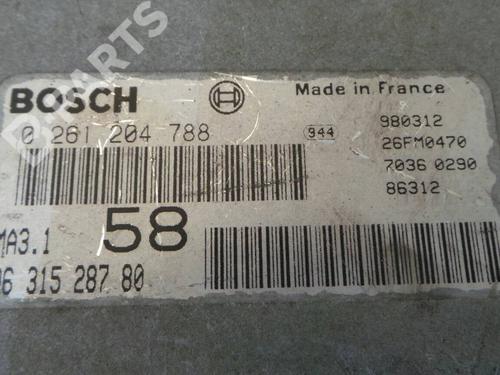 B-PARTS
BOSCH
Made in France
0 261 204 788
944
980312
26FM0470
7036 0290
86312
MA3.1
58
96 315 287 80